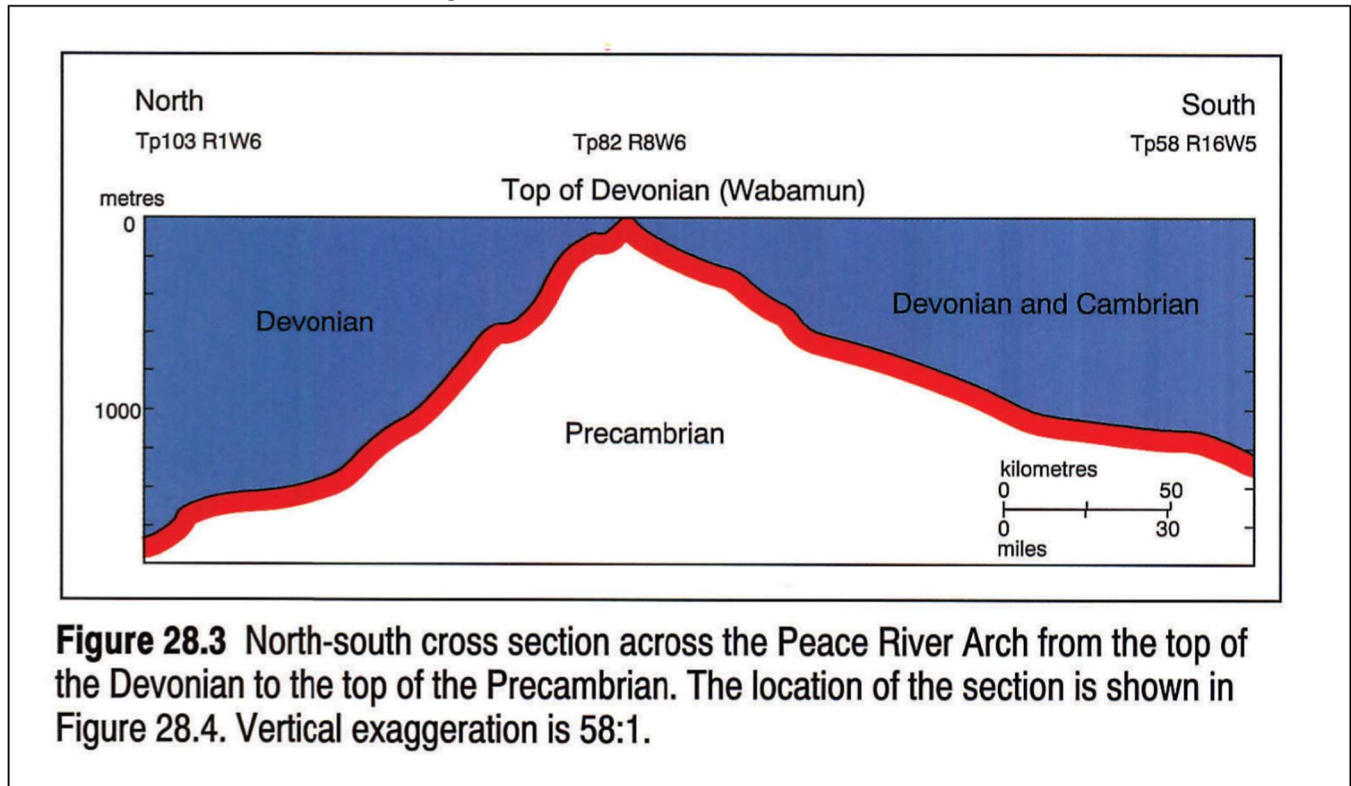 North
South
Tp103 R1W6
Tp82 R8W6
Tp58 R16W5
metres
Top of Devonian (Wabamun)
0
Devonian
Devonian and Cambrian
1000
Precambrian
kilometres
0 50
0 30
miles
Figure 28.3 North-south cross section across the Peace River Arch from the top of
the Devonian to the top of the Precambrian. The location of the section is shown in
Figure 28.4. Vertical exaggeration is 58:1.